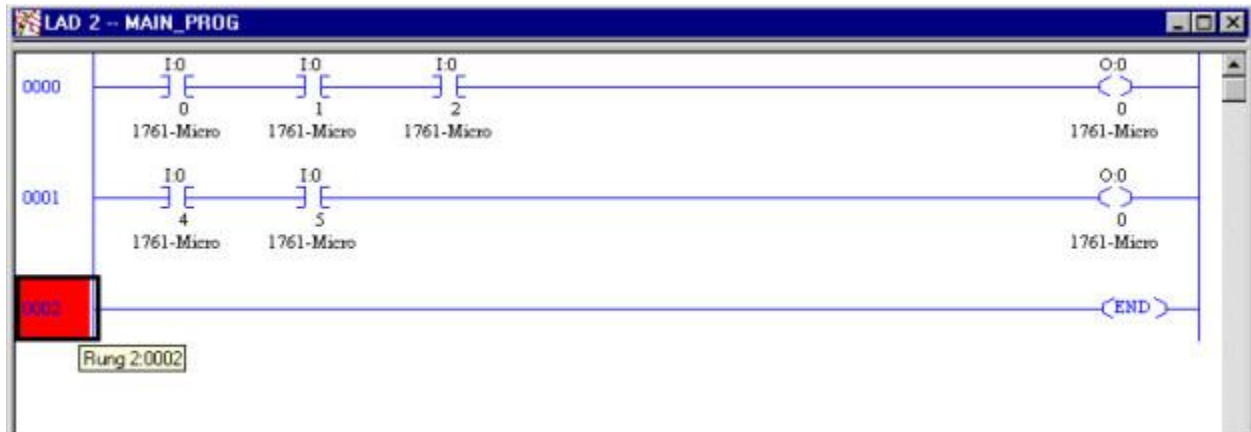 LAD 2 -- MAIN_PROG
I:0 I:0 I:0 O:0
0000
0 1 2 0
1761-Micro 1761-Micro 1761-Micro 1761-Micro
I:0 I:0 O:0
0001
4 5 0
1761-Micro 1761-Micro 1761-Micro
0002 END
Rung 2:0002